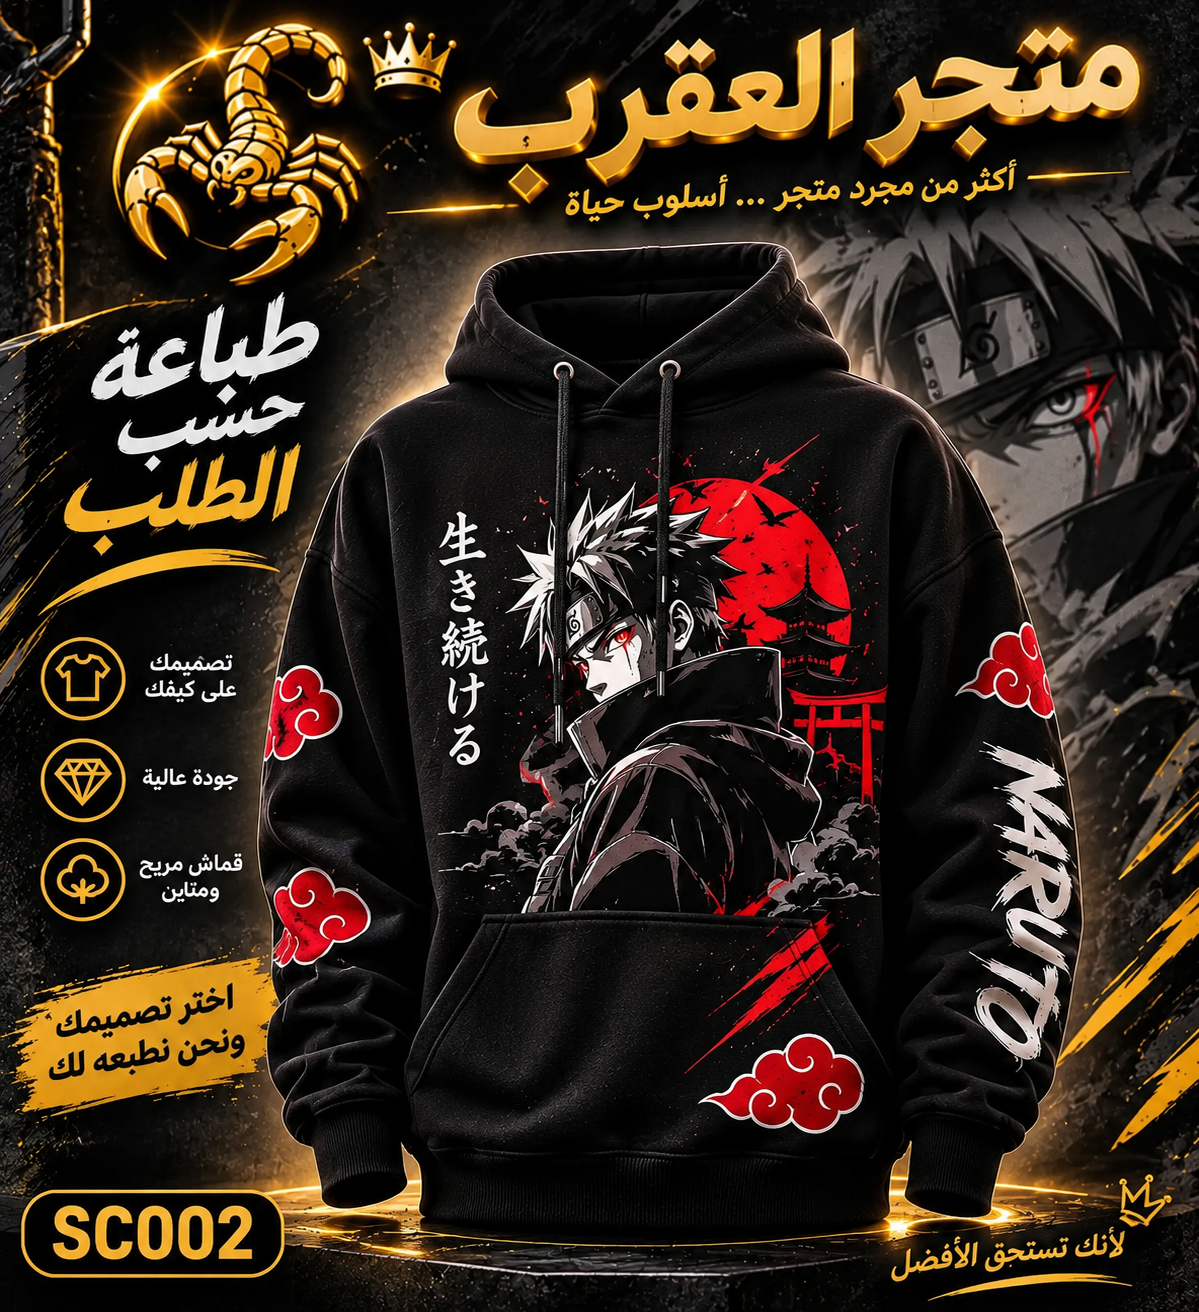 متجر العقرب
أكثر من مجرد متجر ... أسلوب حياة
طباعة
حسب
الطلب
تصميمك
على كيفك
جودة عالية
قماش مريح
ومتاين
اختر تصميمك
ونحن نطبعه لك
SC002
生き続ける
NARUTO
لأنك تستحق الأفضل